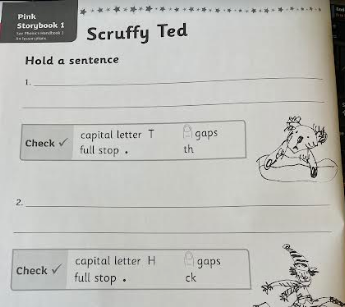 Pink
Storybook 1
Scruffy Ted
Hold a sentence
1.
Check ✓
capital letter T gaps
full stop . th
2.
Check ✓
capital letter H gaps
full stop . ck